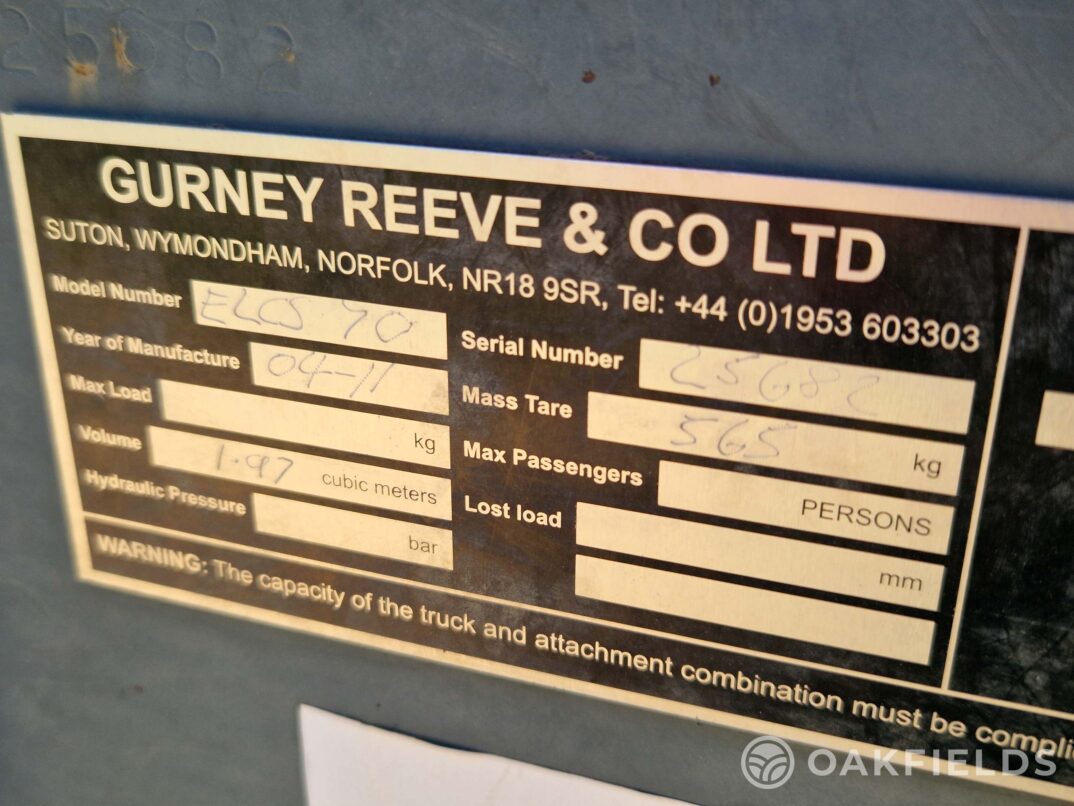 25682
GURNEY REEVE & CO LTD
SUTON, WYMONDHAM, NORFOLK, NR18 9SR, Tel: +44 (0)1953 603303
Model Number ELCS 70
Serial Number 25682
Year of Manufacture 04-11
Mass Tare 565 kg
Max Load kg
Max Passengers PERSONS
Volume 1.97 cubic meters
Lost load mm
Hydraulic Pressure bar
WARNING: The capacity of the truck and attachment combination must be compli
OAKFIELDS